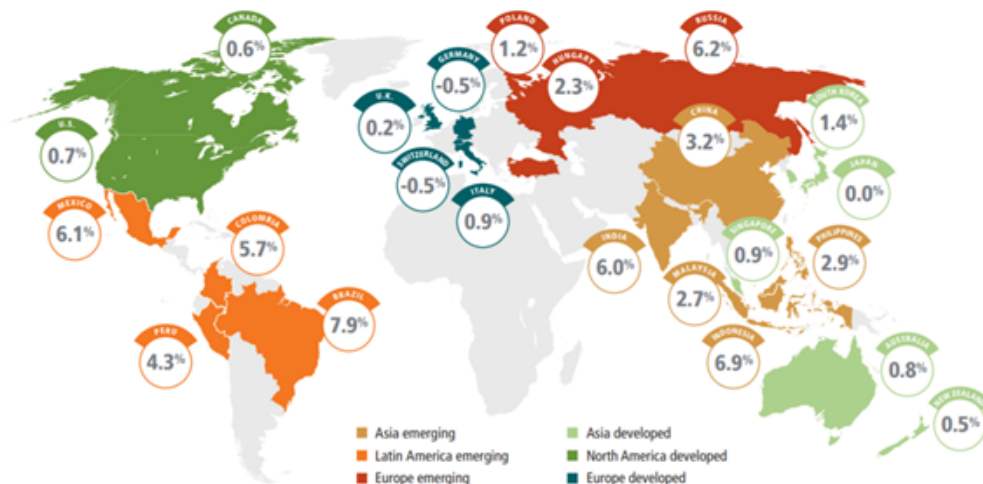 CANADA
0.6%
U.S.
0.7%
MEXICO
6.1%
COLOMBIA
5.7%
BRAZIL
7.9%
PERU
4.3%
POLAND
1.2%
GERMANY
-0.5%
HUNGARY
2.3%
RUSSIA
6.2%
U.K.
0.2%
SWITZERLAND
-0.5%
ITALY
0.9%
CHINA
3.2%
SOUTH KOREA
1.4%
JAPAN
0.0%
INDIA
6.0%
SINGAPORE
0.9%
PHILIPPINES
2.9%
MALAYSIA
2.7%
INDONESIA
6.9%
AUSTRALIA
0.8%
NEW ZEALAND
0.5%
Asia emerging
Latin America emerging
Europe emerging
Asia developed
North America developed
Europe developed